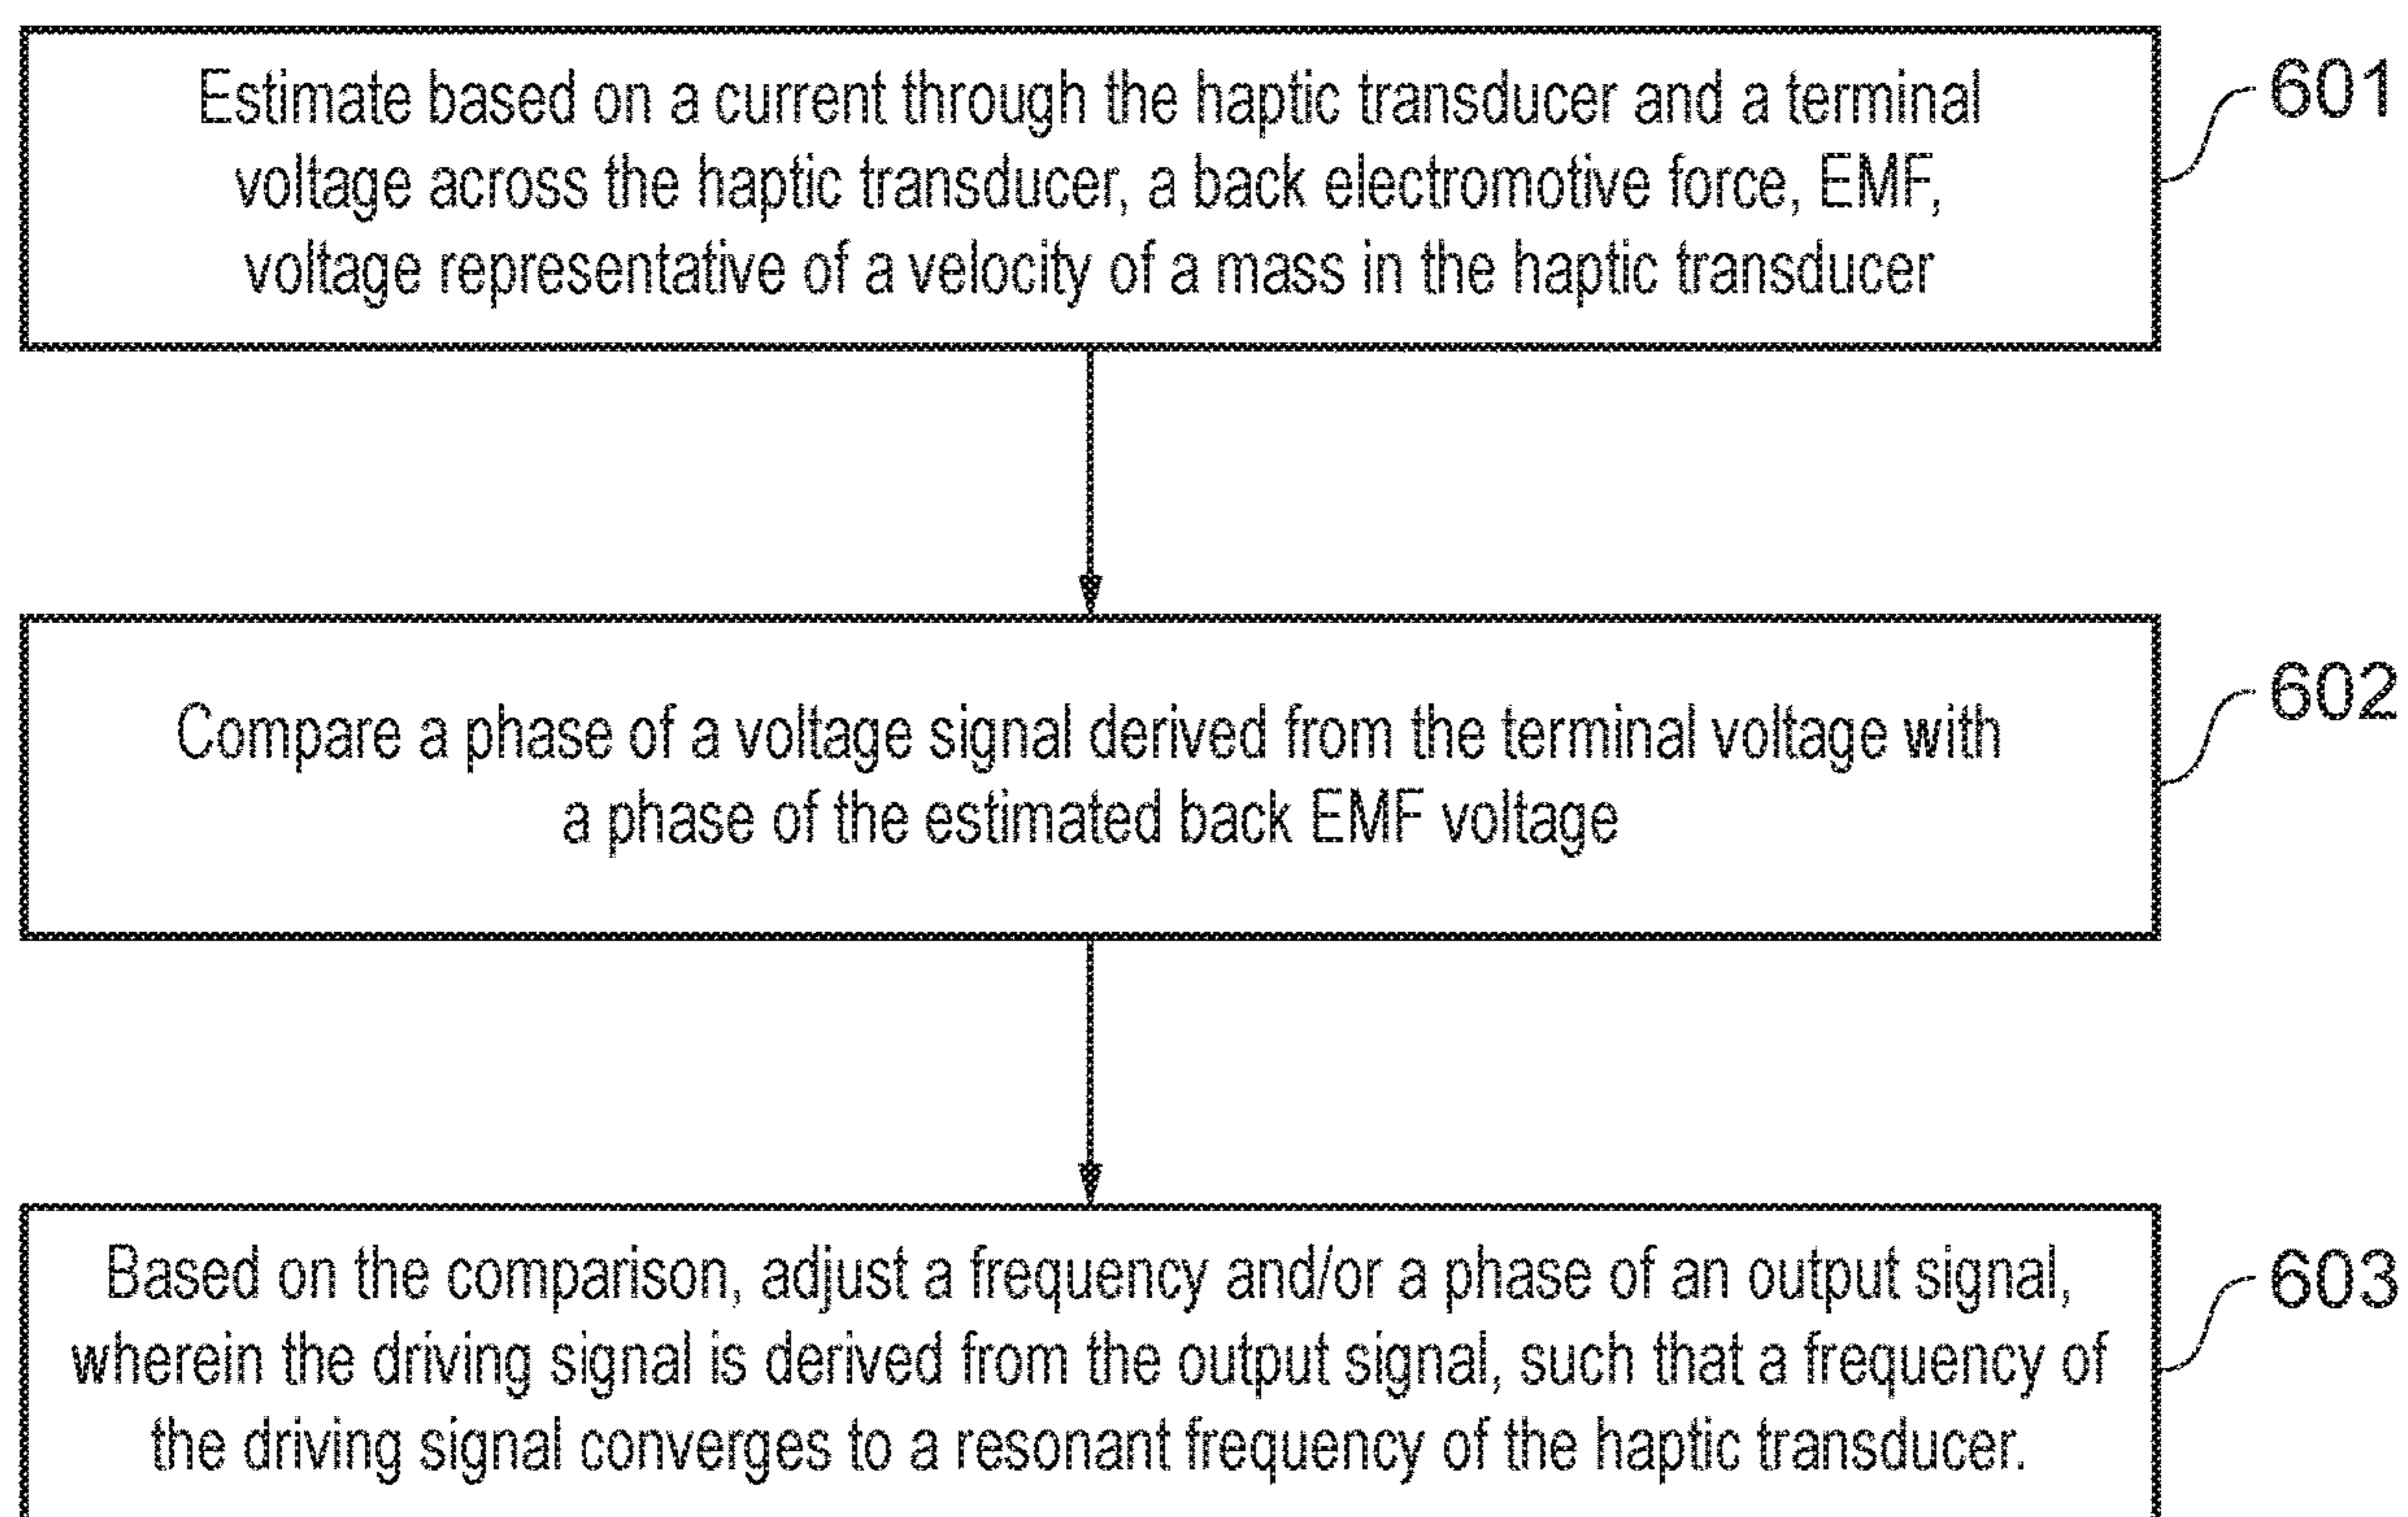 Estimate based on a current through the haptic transducer and a terminal
voltage across the haptic transducer, a back electromotive force, EMF,
voltage representative of a velocity of a mass in the haptic transducer
601
Compare a phase of a voltage signal derived from the terminal voltage with
a phase of the estimated back EMF voltage
602
Based on the comparison, adjust a frequency and/or a phase of an output signal,
wherein the driving signal is derived from the output signal, such that a frequency of
the driving signal converges to a resonant frequency of the haptic transducer.
603